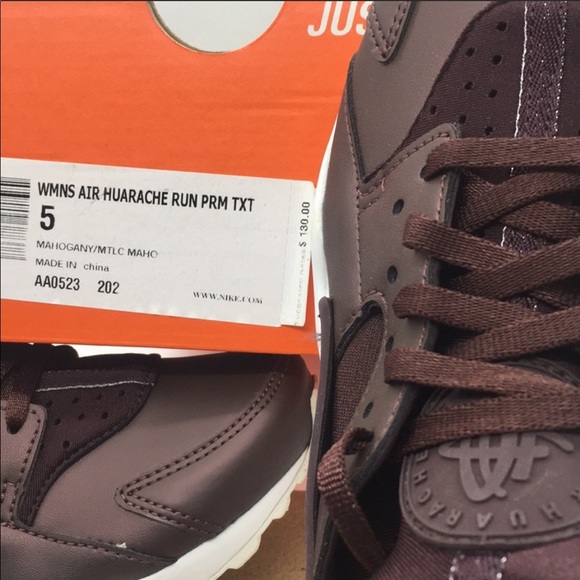 JUS
WMNS AIR HUARACHE RUN PRM TXT
5
MAHOGANY/MTLC MAHO
MADE IN china
AA0523 202
WWW.NIKE.COM
$ 130.00
HUARACHE